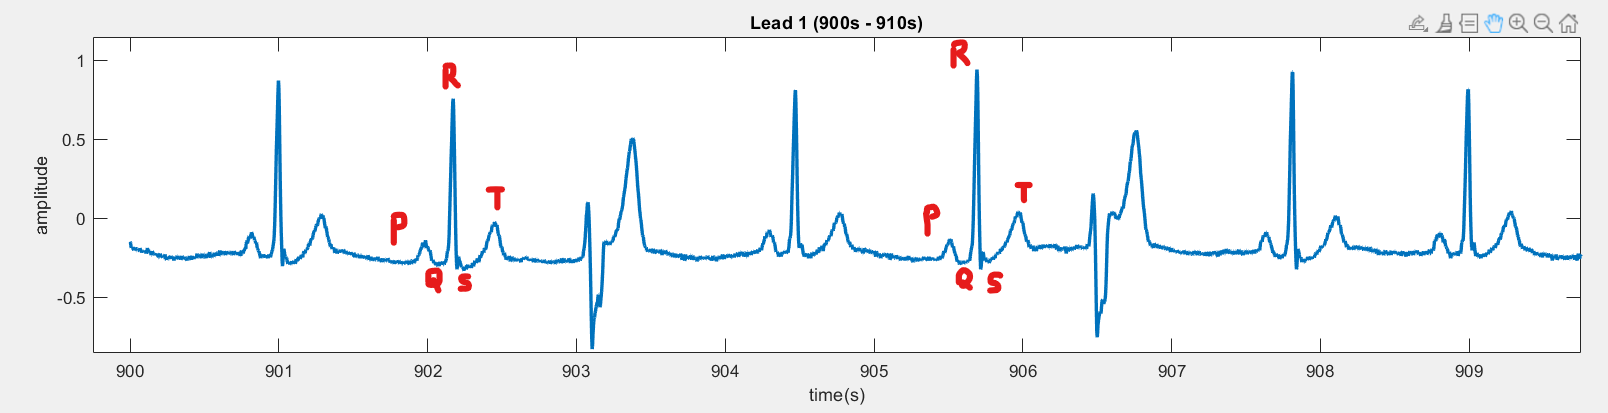 Lead 1 (900s - 910s)
R
R
1
0.5
T
T
P
P
0
Q s
Q s
-0.5
amplitude
900 901 902 903 904 905 906 907 908 909
time(s)